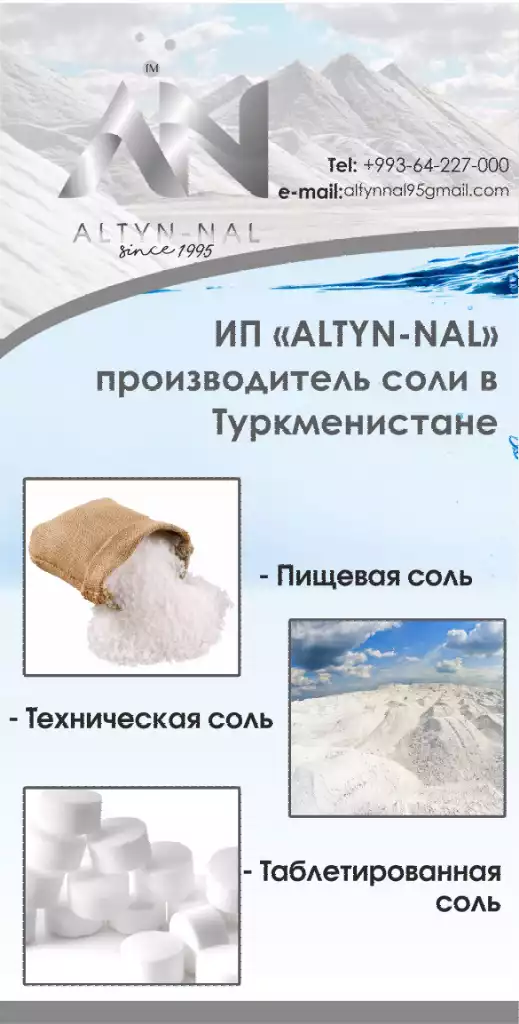 TM
ÄN
Tel: +993-64-227-000
e-mail:altynnal95gmail.com
ALTYN-NAL
since 1995
ИП «ALTYN-NAL»
производитель соли в
Туркменистане
- Пищевая соль
- Техническая соль
- Таблетированная
соль